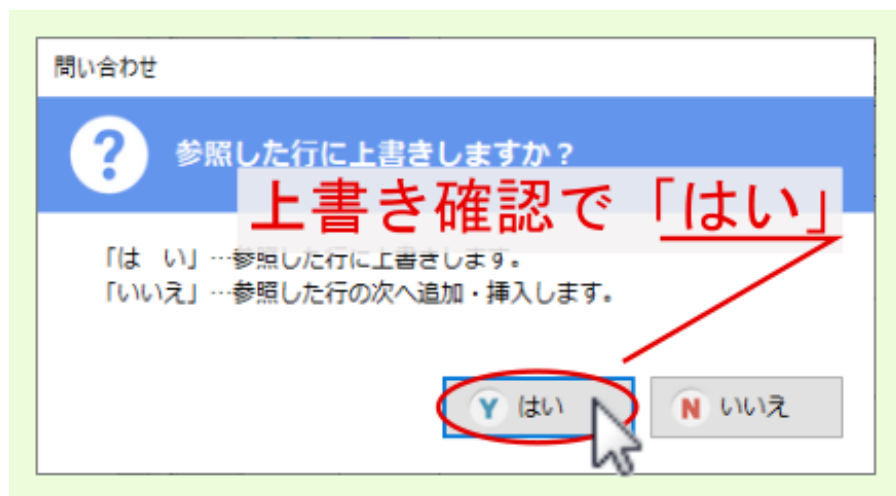 問い合わせ
?
参照した行に上書きしますか?
上書き確認で「はい」
「は　い」…参照した行に上書きします。
「いいえ」…参照した行の次へ追加・挿入します。
Y はい
N いいえ